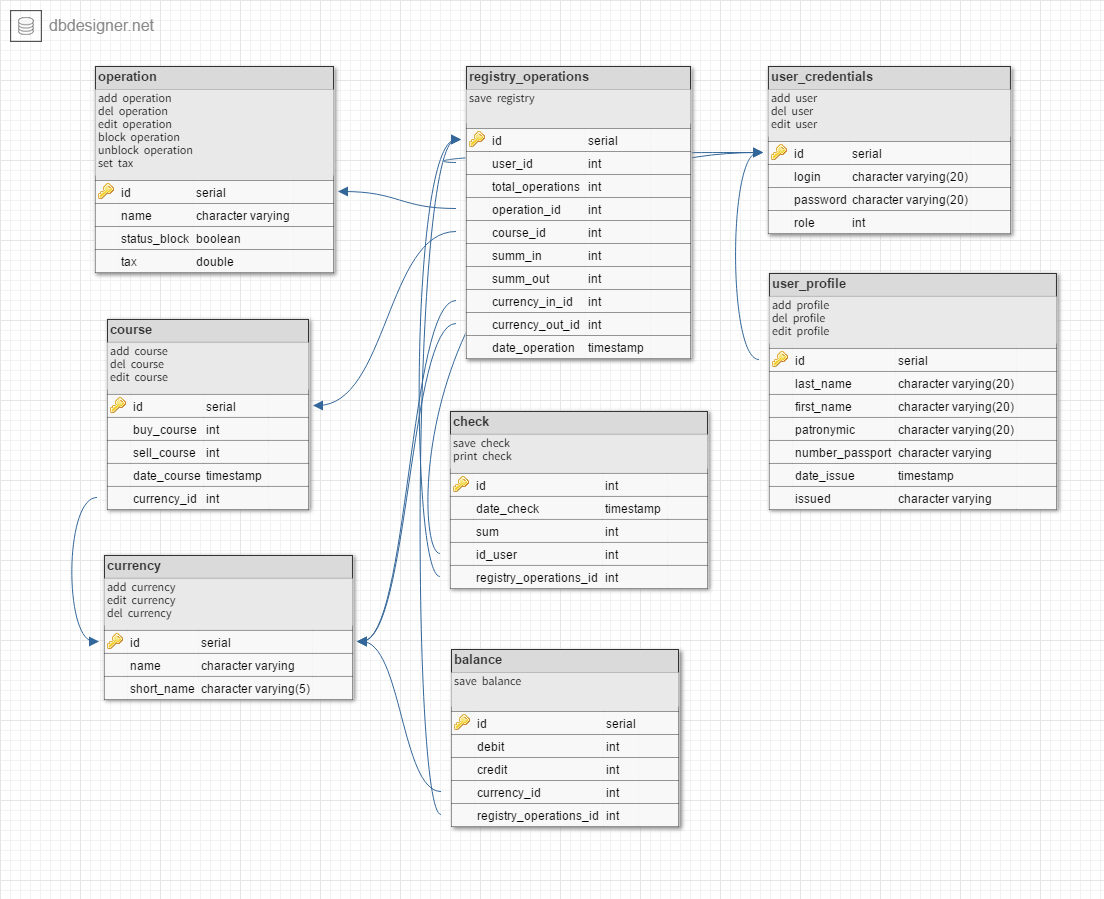 dbdesigner.net
operation
add operation
del operation
edit operation
block operation
unblock operation
set tax
id serial
name character varying
status_block boolean
tax double
course
add course
del course
edit course
id serial
buy_course int
sell_course int
date_course timestamp
currency_id int
currency
add currency
edit currency
del currency
id serial
name character varying
short_name character varying(5)
registry_operations
save registry
id serial
user_id int
total_operations int
operation_id int
course_id int
summ_in int
summ_out int
currency_in_id int
currency_out_id int
date_operation timestamp
check
save check
print check
id int
date_check timestamp
sum int
id_user int
registry_operations_id int
balance
save balance
id serial
debit int
credit int
currency_id int
registry_operations_id int
user_credentials
add user
del user
edit user
id serial
login character varying(20)
password character varying(20)
role int
user_profile
add profile
del profile
edit profile
id serial
last_name character varying(20)
first_name character varying(20)
patronymic character varying(20)
number_passport character varying
date_issue timestamp
issued character varying